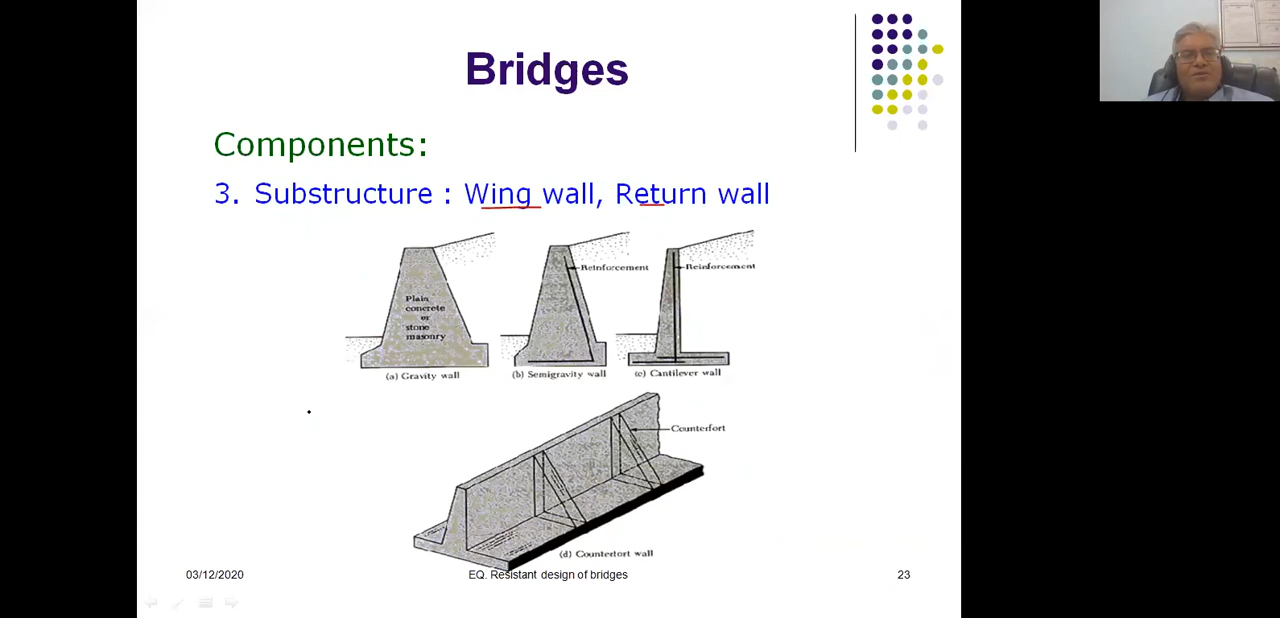 Bridges
Components:
3. Substructure : Wing wall, Return wall
Reinforcement
Reinforcement
Plain
concrete
or
stone
masonry
(a) Gravity wall
(b) Semigravity wall
(c) Cantilever wall
Counterfort
(d) Counterfort wall
03/12/2020
EQ. Resistant design of bridges
23